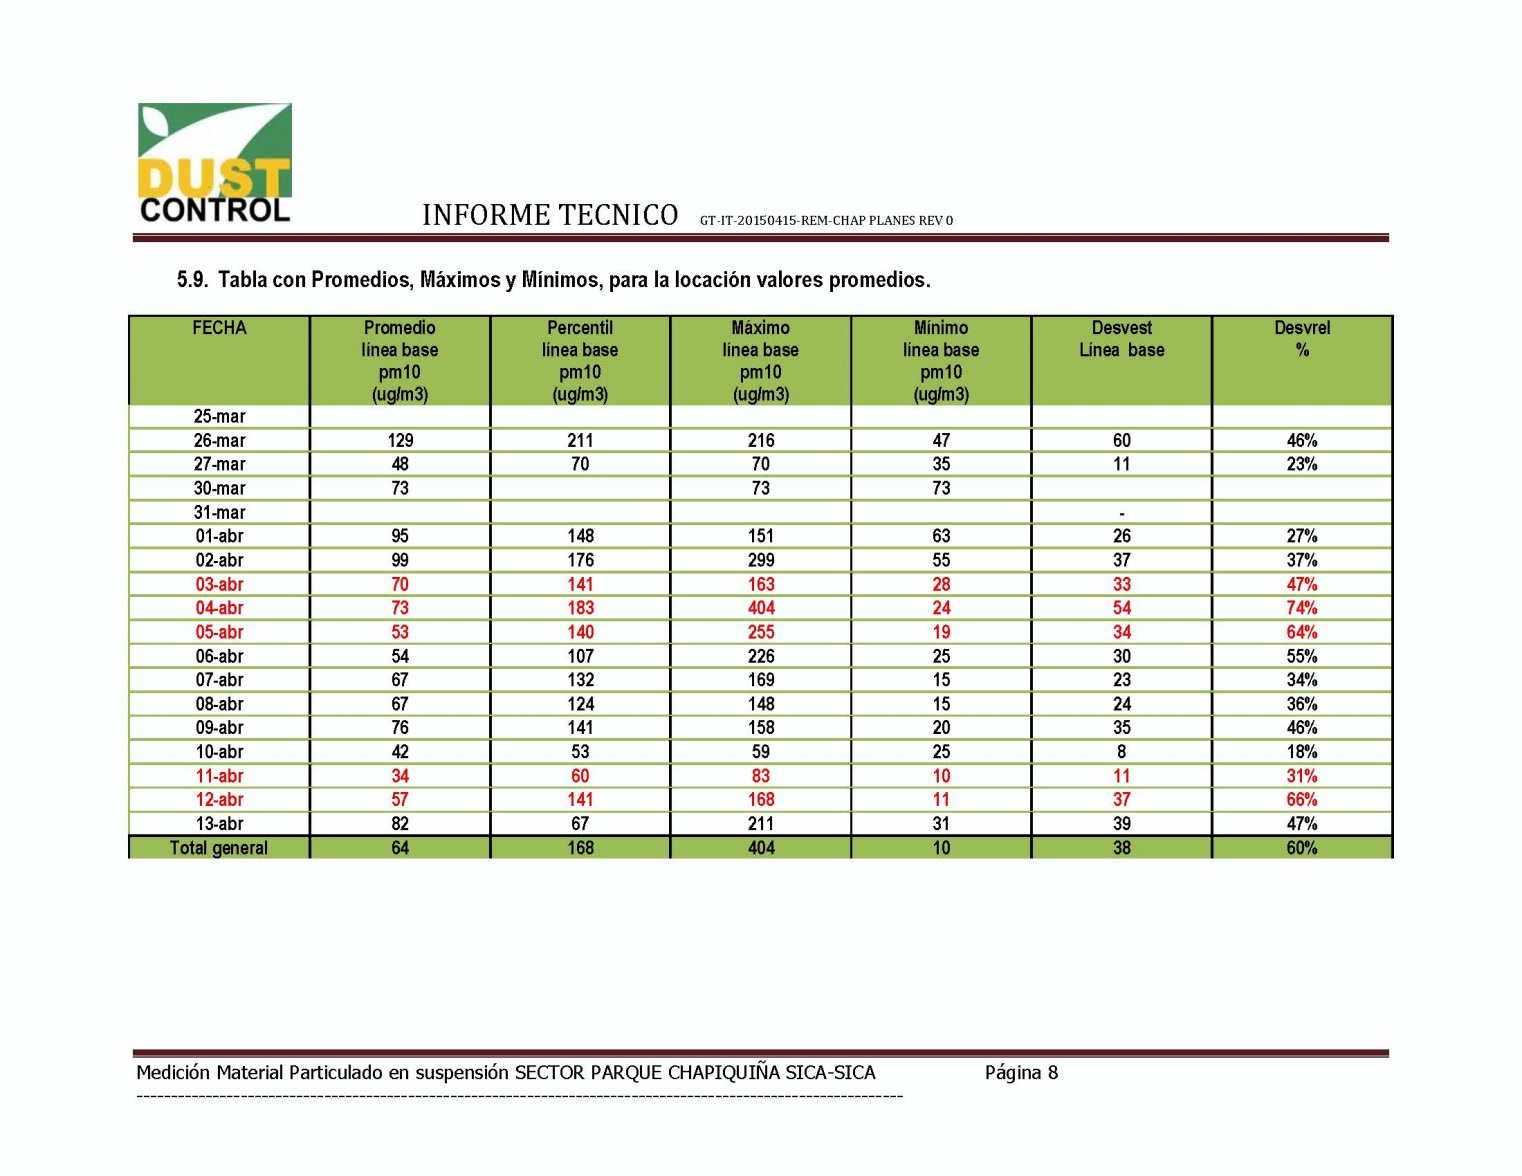 DUST
CONTROL
INFORME TECNICO GT-IT-20150415-REM-CHAP PLANES REV 0
5.9. Tabla con Promedios, Máximos y Mínimos, para la locación valores promedios.
FECHA Promedio línea base pm10 (ug/m3) Percentil línea base pm10 (ug/m3) Máximo línea base pm10 (ug/m3) Mínimo línea base pm10 (ug/m3) Desvest Línea base Desvrel %
25-mar
26-mar 129 211 216 47 60 46%
27-mar 48 70 70 35 11 23%
30-mar 73 73 73
31-mar -
01-abr 95 148 151 63 26 27%
02-abr 99 176 299 55 37 37%
03-abr 70 141 163 28 33 47%
04-abr 73 183 404 24 54 74%
05-abr 53 140 255 19 34 64%
06-abr 54 107 226 25 30 55%
07-abr 67 132 169 15 23 34%
08-abr 67 124 148 15 24 36%
09-abr 76 141 158 20 35 46%
10-abr 42 53 59 25 8 18%
11-abr 34 60 83 10 11 31%
12-abr 57 141 168 11 37 66%
13-abr 82 67 211 31 39 47%
Total general 64 168 404 10 38 60%
Medición Material Particulado en suspensión SECTOR PARQUE CHAPIQUIÑA SICA-SICA Página 8